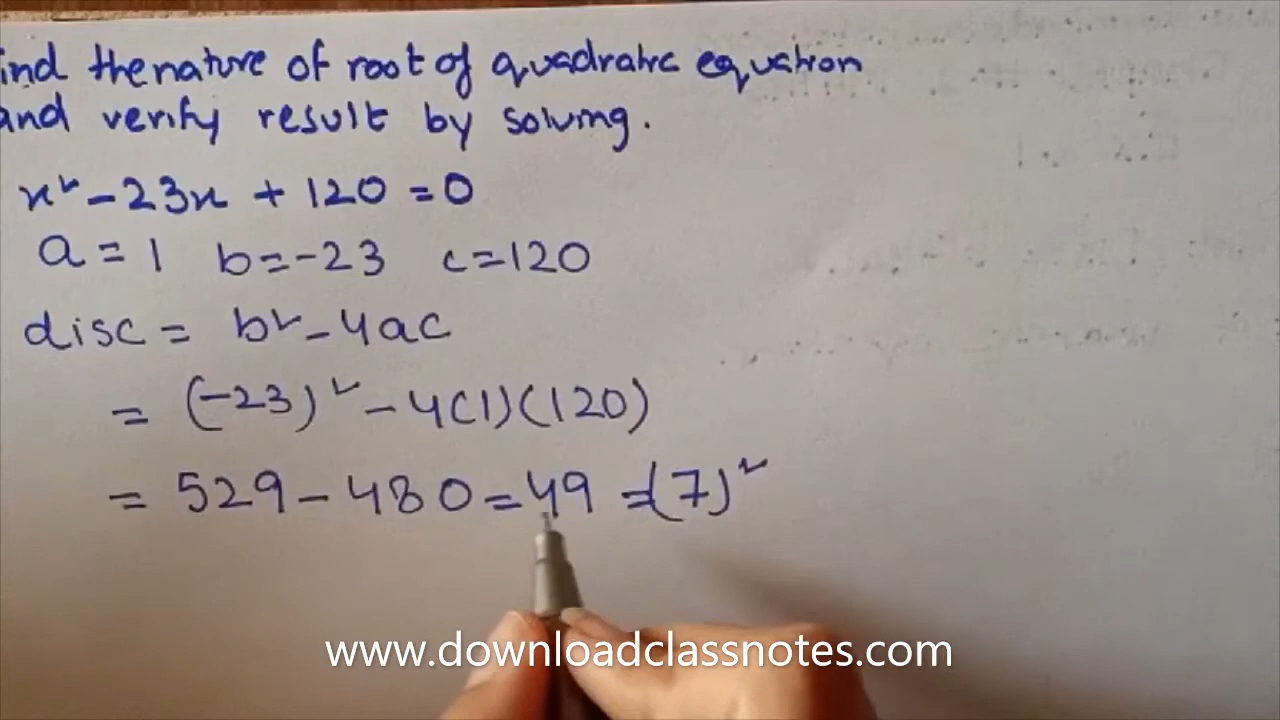 ind the nature of root of quadratic equation
and verify result by solving.
x² - 23x + 120 = 0
a = 1 b = -23 c = 120
disc = b² - 4ac
= (-23)² - 4(1)(120)
= 529 - 480 = 49 = (7)²
www.downloadclassnotes.com